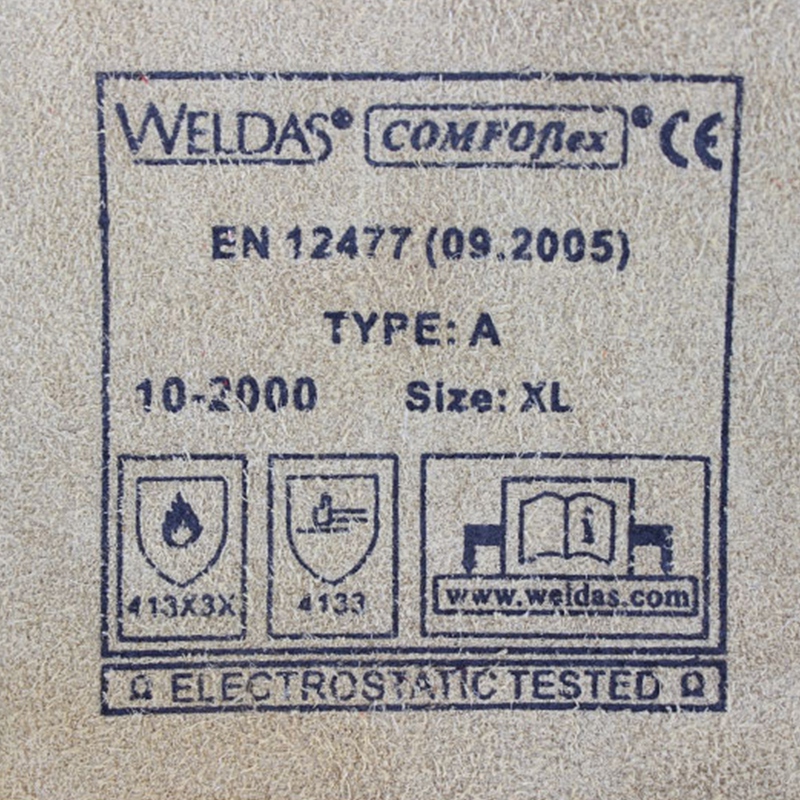 WELDAS® COMFOflex® CE
EN 12477 (09.2005)
TYPE: A
10-2000 Size: XL
413X3X 4133 i
www.weldas.com
Ω ELECTROSTATIC TESTED Ω